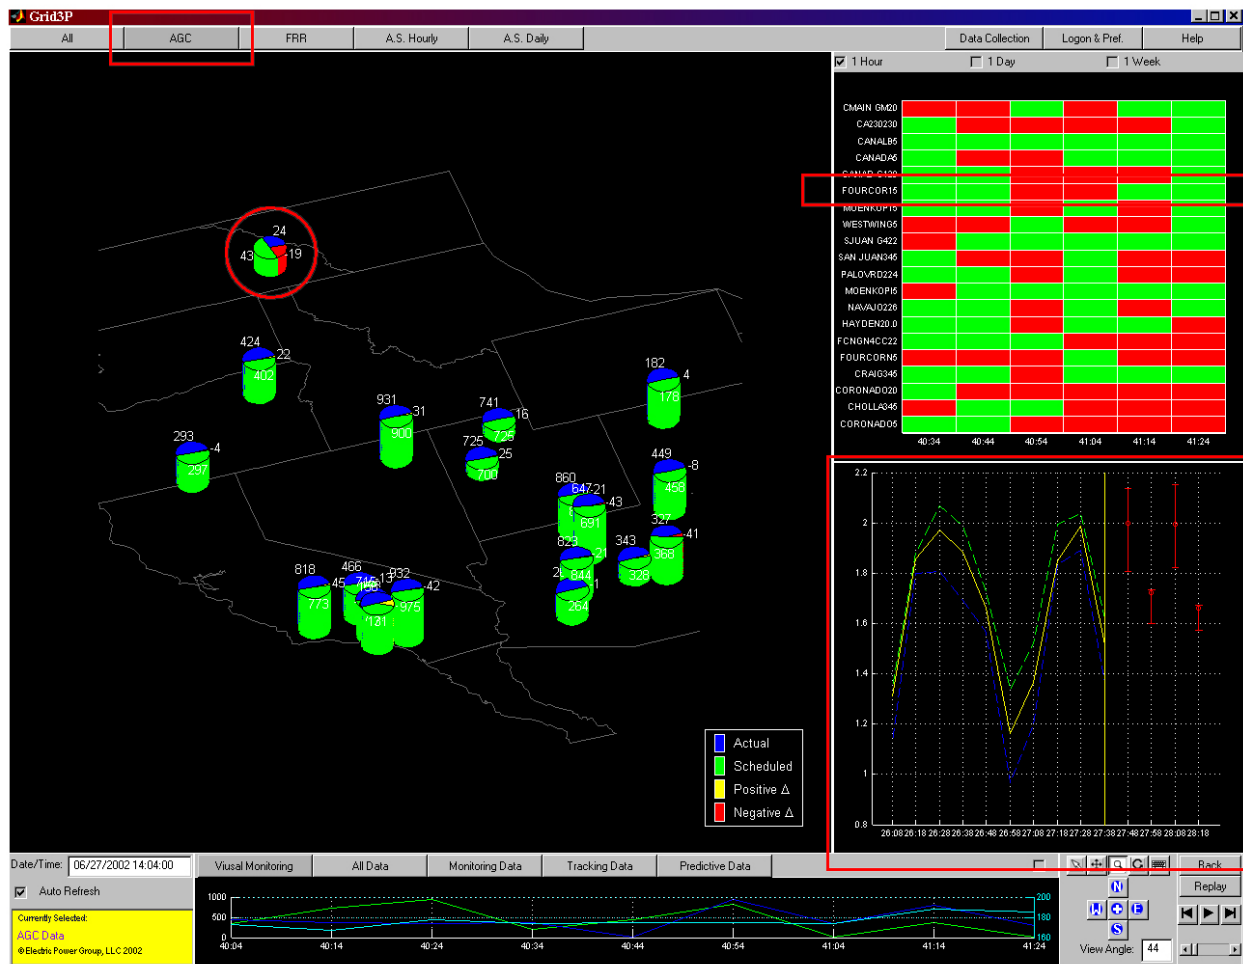 Grid3P
All AGC FRR A.S. Hourly A.S. Daily Data Collection Logon & Pref. Help
1 Hour 1 Day 1 Week
CMAIN GM20
CA230230
CANALB5
CANADA5
CANAD G120
FOURCOR15
MOENKOPI5
WESTWING5
SJUAN G422
SAN JUAN345
PALOVRD224
MOENKOPI5
NAVAJO226
HAYDEN20.0
FCNGN4CC22
FOURCORN5
CRAIG345
CORONADO20
CHOLLA345
CORONADO5
40:34 40:44 40:54 41:04 41:14 41:24
24
43 -19
424
-22
402
931
-31
900
741
16
725
725
25
700
182
4
178
293
-4
297
449
-8
458
860
647 -21
-43
691
327
-41
368
823
-21
844
343
328
-1
264
818
-45
773
466
-13
932
-42
975
121
Actual
Scheduled
Positive Δ
Negative Δ
2.2
2
1.8
1.6
1.4
1.2
1
0.8
26:08 26:18 26:28 26:38 26:48 26:58 27:08 27:18 27:28 27:38 27:48 27:58 28:08 28:18
Date/Time: 06/27/2002 14:04:00
Viusal Monitoring All Data Monitoring Data Tracking Data Predictive Data
Back
Auto Refresh
Replay
Currently Selected:
AGC Data
© Electric Power Group, LLC 2002
1000
500
0
200
180
160
40:04 40:14 40:24 40:34 40:44 40:54 41:04 41:14 41:24
N
W E
S
View Angle: 44